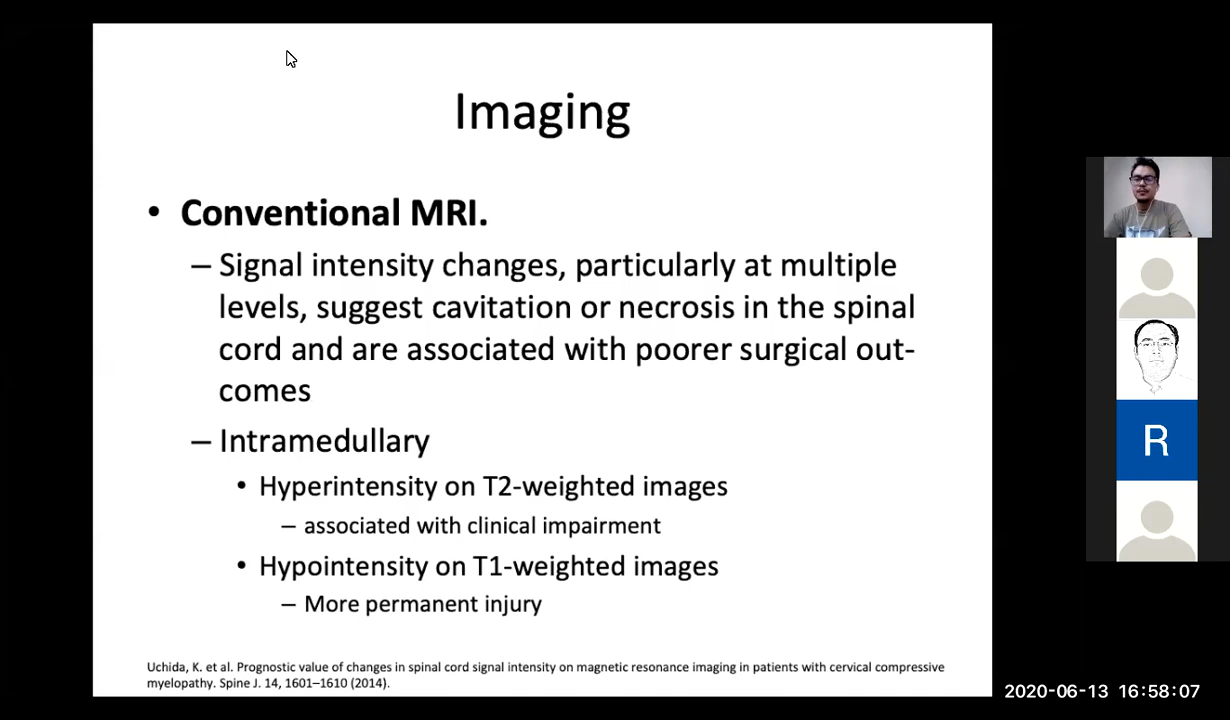 Imaging
• Conventional MRI.
– Signal intensity changes, particularly at multiple
levels, suggest cavitation or necrosis in the spinal
cord and are associated with poorer surgical out-
comes
– Intramedullary
• Hyperintensity on T2-weighted images
– associated with clinical impairment
• Hypointensity on T1-weighted images
– More permanent injury
Uchida, K. et al. Prognostic value of changes in spinal cord signal intensity on magnetic resonance imaging in patients with cervical compressive
myelopathy. Spine J. 14, 1601–1610 (2014).
R
2020-06-13 16:58:07